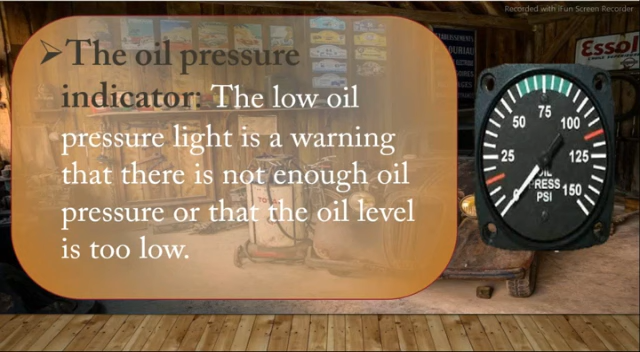 Recorded with iFun Screen Recorder
➢The oil pressure
indicator: The low oil
pressure light is a warning
that there is not enough oil
pressure or that the oil level
is too low.
Essol
75
50
100
25
125
0
150
OIL
PRESS
PSI